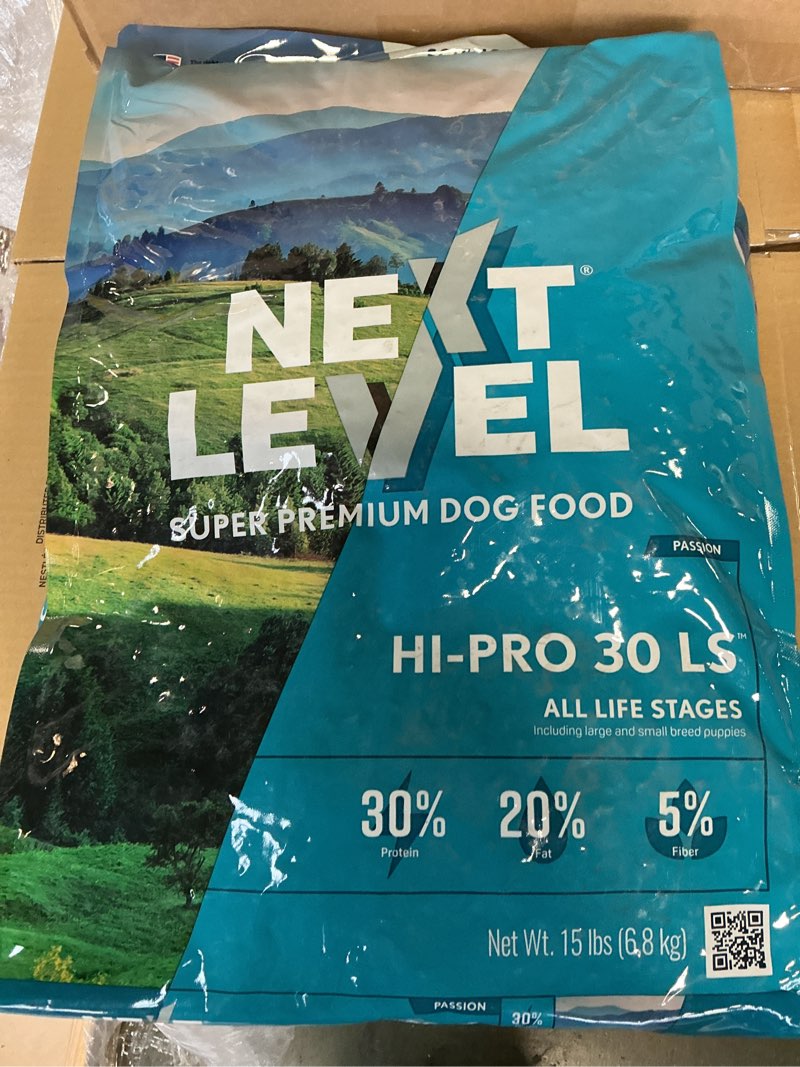 NEXT®
LEVEL
SUPER PREMIUM DOG FOOD
PASSION
HI-PRO 30 LS™
ALL LIFE STAGES
Including large and small breed puppies
30% 20% 5%
Protein Fat Fiber
Net Wt. 15 lbs (6.8 kg)
PASSION
30%